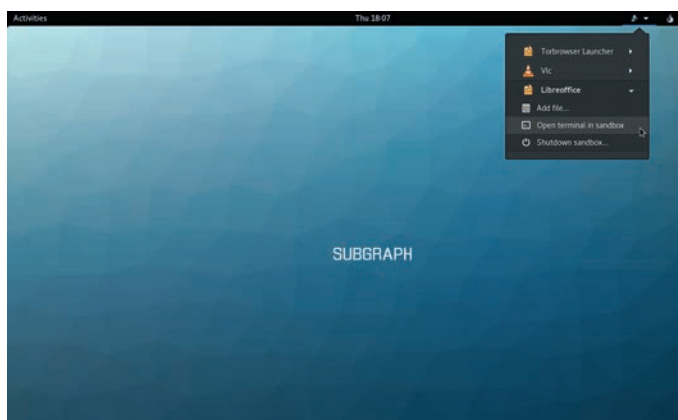 Activities
Thu 18:07
Torbrowser Launcher
Vlc
Libreoffice
Add file...
Open terminal in sandbox
Shutdown sandbox...
SUBGRAPH